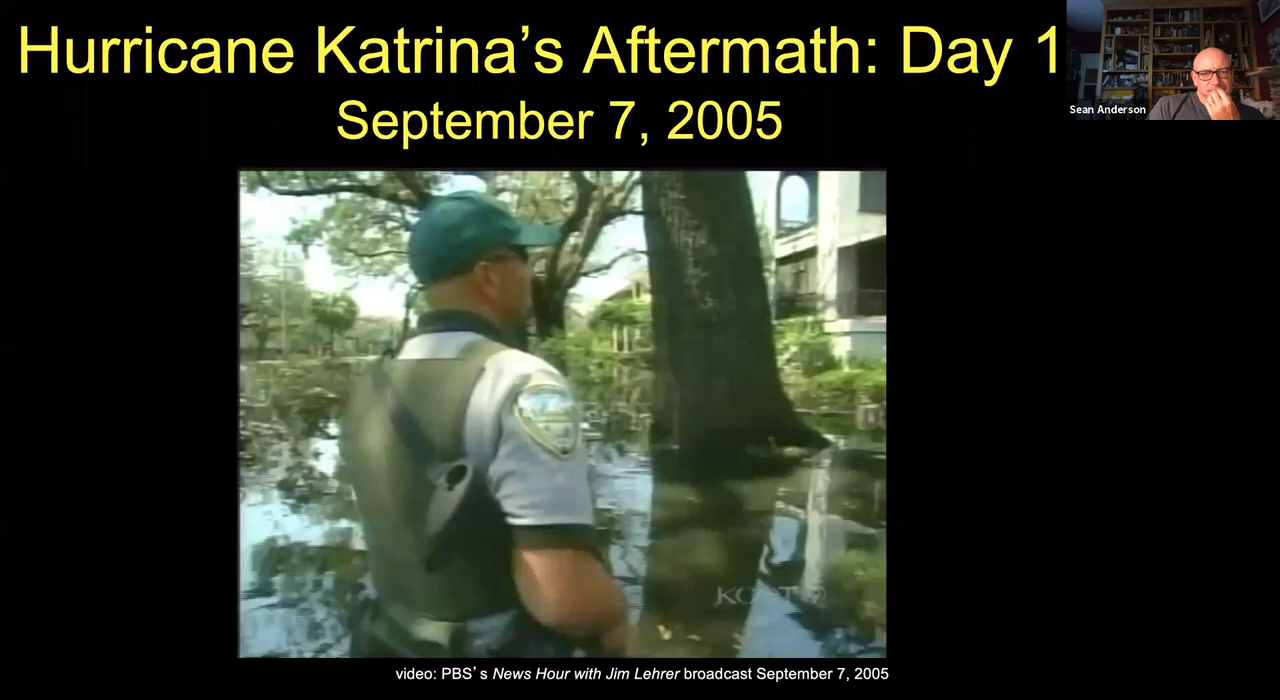 Hurricane Katrina’s Aftermath: Day 1
September 7, 2005
Sean Anderson
video: PBS’s News Hour with Jim Lehrer broadcast September 7, 2005